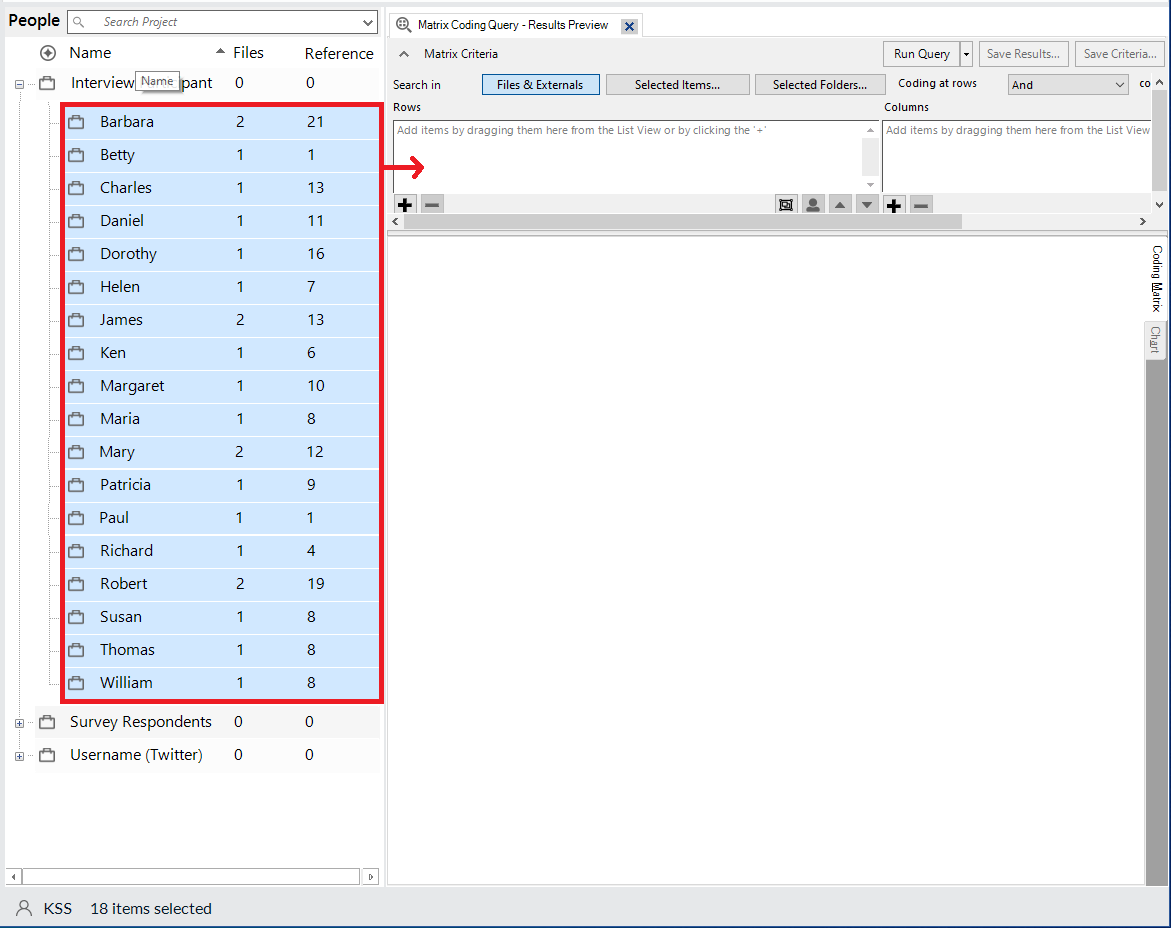 People
Search Project
Name Files Reference
Interview pant 0 0
Name
Barbara 2 21
Betty 1 1
Charles 1 13
Daniel 1 11
Dorothy 1 16
Helen 1 7
James 2 13
Ken 1 6
Margaret 1 10
Maria 1 8
Mary 2 12
Patricia 1 9
Paul 1 1
Richard 1 4
Robert 2 19
Susan 1 8
Thomas 1 8
William 1 8
Survey Respondents 0 0
Username (Twitter) 0 0
KSS 18 items selected
Matrix Coding Query - Results Preview
Matrix Criteria Run Query Save Results... Save Criteria...
Search in Files & Externals Selected Items... Selected Folders... Coding at rows And co
Rows Columns
Add items by dragging them here from the List View or by clicking the '+' Add items by dragging them here from the List View
Coding Matrix
Chart